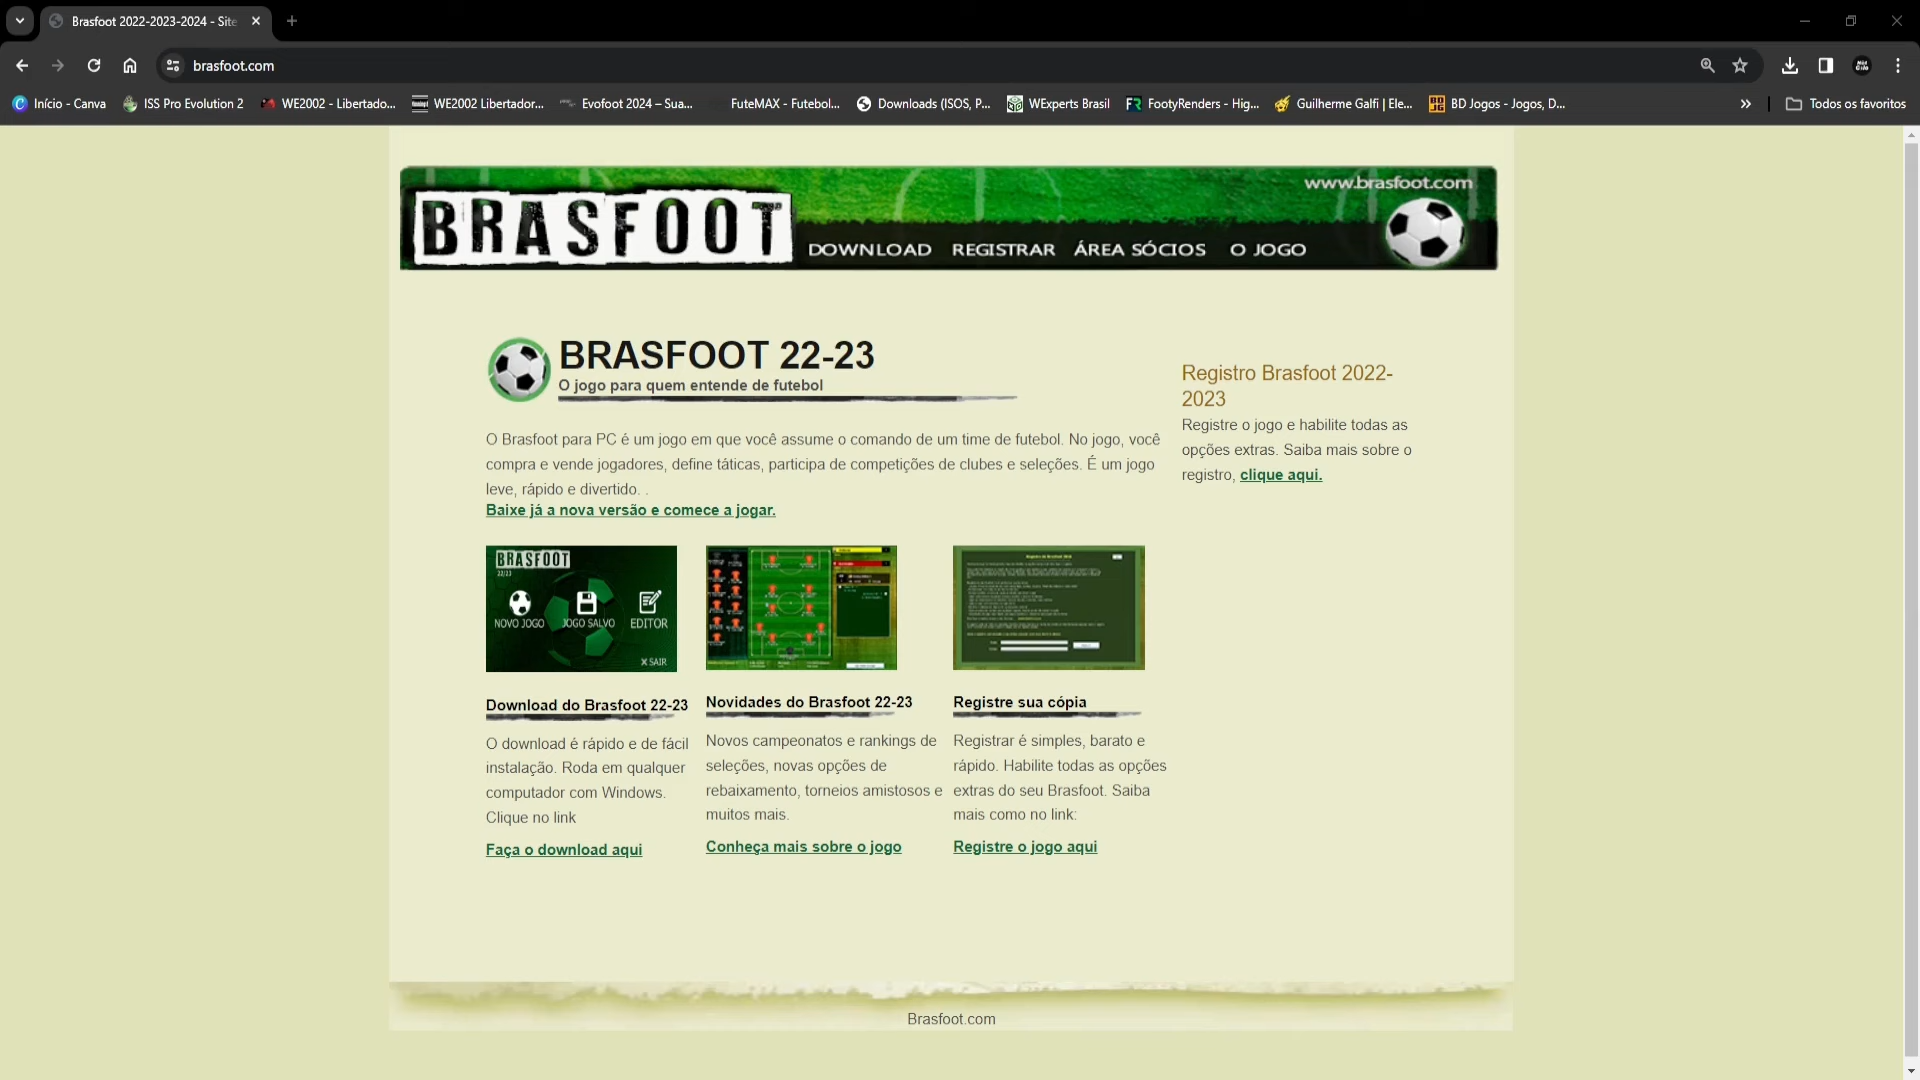 Brasfoot 2022-2023-2024 - Site
brasfoot.com
Início - Canva
ISS Pro Evolution 2
WE2002 - Libertado...
WE2002 Libertador...
Evofoot 2024 – Sua...
FuteMAX - Futebol...
Downloads (ISOS, P...
WExperts Brasil
FootyRenders - Hig...
Guilherme Galfi | Ele...
BD Jogos - Jogos, D...
Todos os favoritos
www.brasfoot.com
BRASFOOT
DOWNLOAD REGISTRAR ÁREA SÓCIOS O JOGO
BRASFOOT 22-23
O jogo para quem entende de futebol
O Brasfoot para PC é um jogo em que você assume o comando de um time de futebol. No jogo, você
compra e vende jogadores, define táticas, participa de competições de clubes e seleções. É um jogo
leve, rápido e divertido. .
Baixe já a nova versão e comece a jogar.
Registro Brasfoot 2022-
2023
Registre o jogo e habilite todas as
opções extras. Saiba mais sobre o
registro, clique aqui.
BRASFOOT
22/23
NOVO JOGO
JOGO SALVO
EDITOR
X SAIR
Download do Brasfoot 22-23
O download é rápido e de fácil
instalação. Roda em qualquer
computador com Windows.
Clique no link
Faça o download aqui
Novidades do Brasfoot 22-23
Novos campeonatos e rankings de
seleções, novas opções de
rebaixamento, torneios amistosos e
muitos mais.
Conheça mais sobre o jogo
Registre sua cópia
Registrar é simples, barato e
rápido. Habilite todas as opções
extras do seu Brasfoot. Saiba
mais como no link:
Registre o jogo aqui
Brasfoot.com